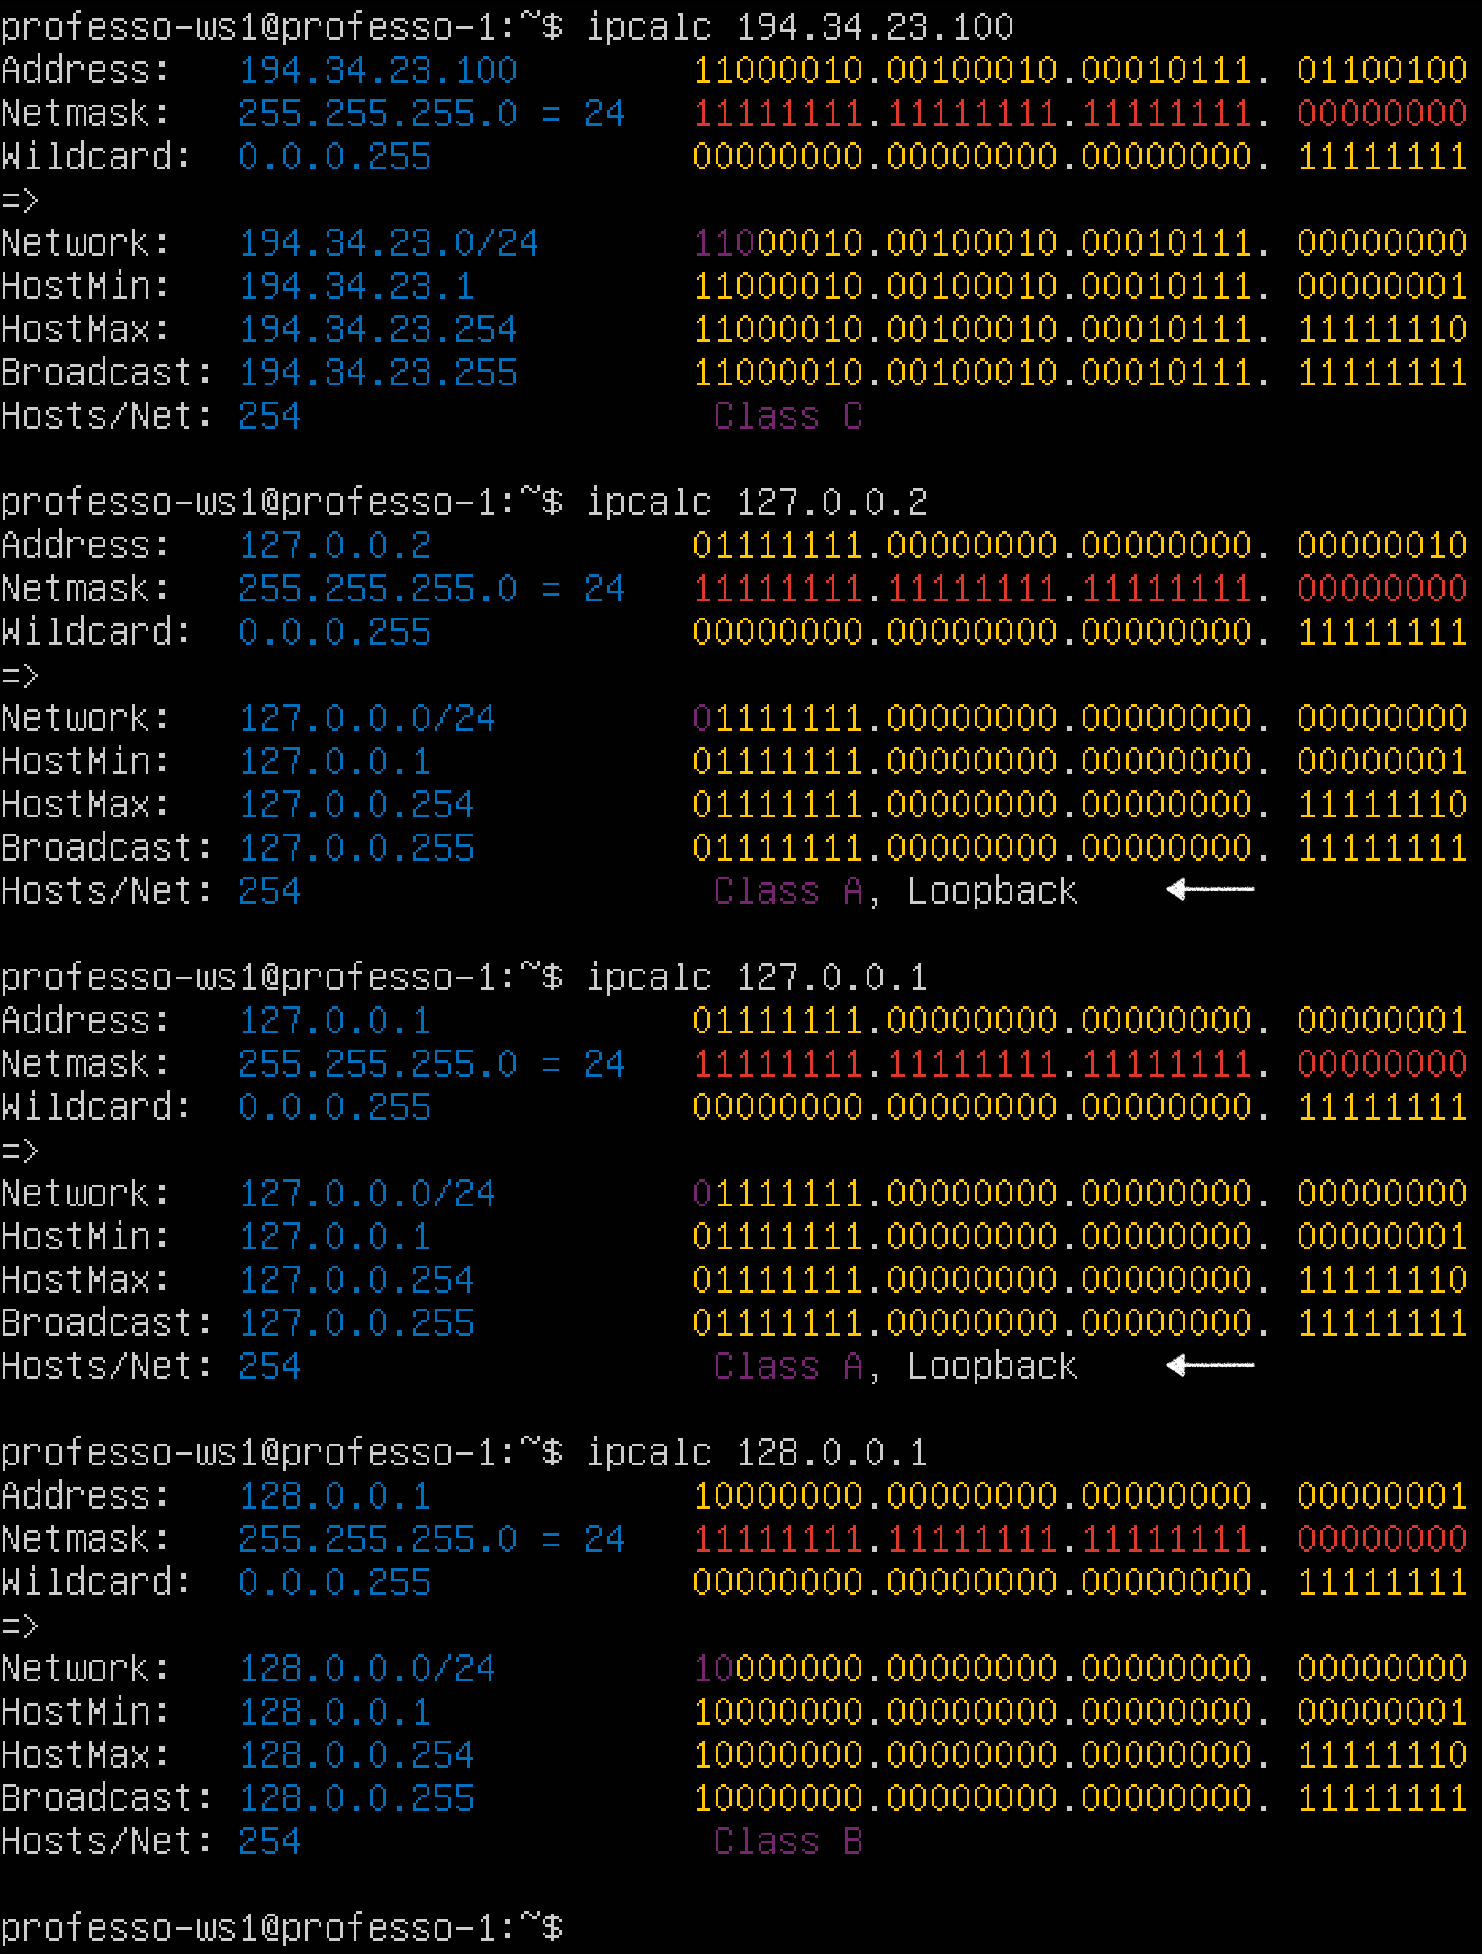 professo-ws1@professo-1:~$ ipcalc 194.34.23.100
Address:   194.34.23.100        11000010.00100010.00010111. 01100100
Netmask:   255.255.255.0 = 24   11111111.11111111.11111111. 00000000
Wildcard:  0.0.0.255            00000000.00000000.00000000. 11111111
=>
Network:   194.34.23.0/24       11000010.00100010.00010111. 00000000
HostMin:   194.34.23.1          11000010.00100010.00010111. 00000001
HostMax:   194.34.23.254        11000010.00100010.00010111. 11111110
Broadcast: 194.34.23.255        11000010.00100010.00010111. 11111111
Hosts/Net: 254                   Class C
professo-ws1@professo-1:~$ ipcalc 127.0.0.2
Address:   127.0.0.2            01111111.00000000.00000000. 00000010
Netmask:   255.255.255.0 = 24   11111111.11111111.11111111. 00000000
Wildcard:  0.0.0.255            00000000.00000000.00000000. 11111111
=>
Network:   127.0.0.0/24         01111111.00000000.00000000. 00000000
HostMin:   127.0.0.1            01111111.00000000.00000000. 00000001
HostMax:   127.0.0.254          01111111.00000000.00000000. 11111110
Broadcast: 127.0.0.255          01111111.00000000.00000000. 11111111
Hosts/Net: 254                   Class A, Loopback
professo-ws1@professo-1:~$ ipcalc 127.0.0.1
Address:   127.0.0.1            01111111.00000000.00000000. 00000001
Netmask:   255.255.255.0 = 24   11111111.11111111.11111111. 00000000
Wildcard:  0.0.0.255            00000000.00000000.00000000. 11111111
=>
Network:   127.0.0.0/24         01111111.00000000.00000000. 00000000
HostMin:   127.0.0.1            01111111.00000000.00000000. 00000001
HostMax:   127.0.0.254          01111111.00000000.00000000. 11111110
Broadcast: 127.0.0.255          01111111.00000000.00000000. 11111111
Hosts/Net: 254                   Class A, Loopback
professo-ws1@professo-1:~$ ipcalc 128.0.0.1
Address:   128.0.0.1            10000000.00000000.00000000. 00000001
Netmask:   255.255.255.0 = 24   11111111.11111111.11111111. 00000000
Wildcard:  0.0.0.255            00000000.00000000.00000000. 11111111
=>
Network:   128.0.0.0/24         10000000.00000000.00000000. 00000000
HostMin:   128.0.0.1            10000000.00000000.00000000. 00000001
HostMax:   128.0.0.254          10000000.00000000.00000000. 11111110
Broadcast: 128.0.0.255          10000000.00000000.00000000. 11111111
Hosts/Net: 254                   Class B
professo-ws1@professo-1:~$